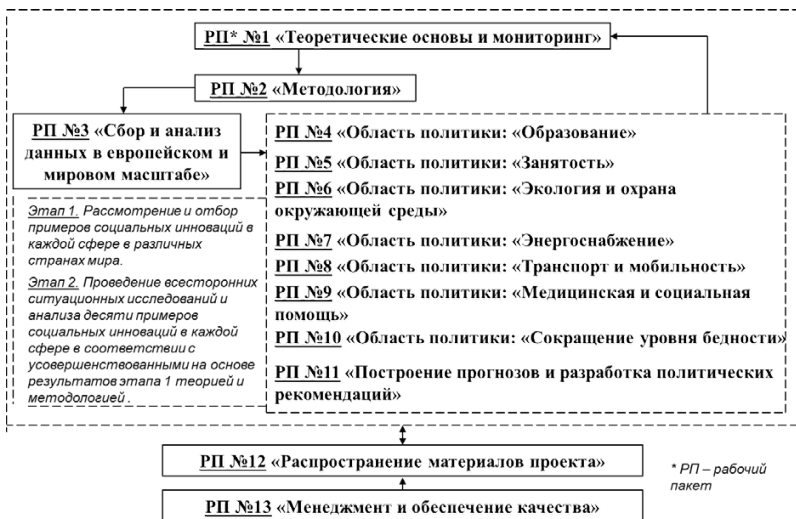 РП* №1 «Теоретические основы и мониторинг»
РП №2 «Методология»
РП №3 «Сбор и анализ
данных в европейском и
мировом масштабе»
Этап 1. Рассмотрение и отбор
примеров социальных инноваций в
каждой сфере в различных
странах мира.
Этап 2. Проведение всесторонних
ситуационных исследований и
анализа десяти примеров
социальных инноваций в каждой
сфере в соответствии с
усовершенствованными на основе
результатов этапа 1 теорией и
методологией .
РП №4 «Область политики: «Образование»
РП №5 «Область политики: «Занятость»
РП №6 «Область политики: «Экология и охрана
окружающей среды»
РП №7 «Область политики: «Энергоснабжение»
РП №8 «Область политики: «Транспорт и мобильность»
РП №9 «Область политики: «Медицинская и социальная
помощь»
РП №10 «Область политики: «Сокращение уровня бедности»
РП №11 «Построение прогнозов и разработка политических
рекомендаций»
РП №12 «Распространение материалов проекта»
РП №13 «Менеджмент и обеспечение качества»
* РП – рабочий
пакет